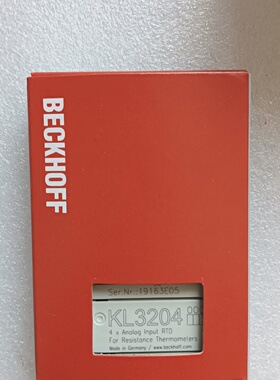 BECKHOFF
Ser.Nr.:19163E05
KL3204
4 x Analog Input RTD
For Resistance Thermometers
Made in Germany / www.beckhoff.com